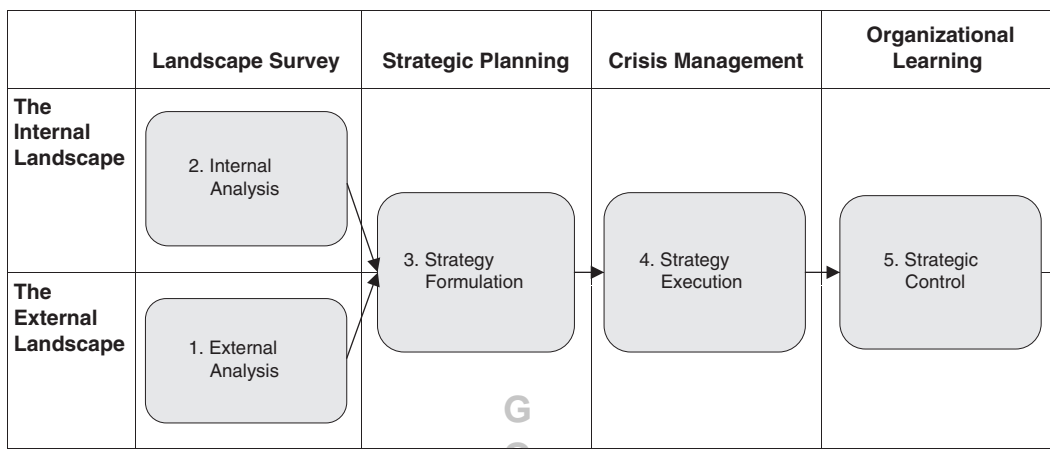 Landscape Survey
Strategic Planning
Crisis Management
Organizational
Learning
The
Internal
Landscape
2. Internal
Analysis
3. Strategy
Formulation
4. Strategy
Execution
5. Strategic
Control
The
External
Landscape
1. External
Analysis
G